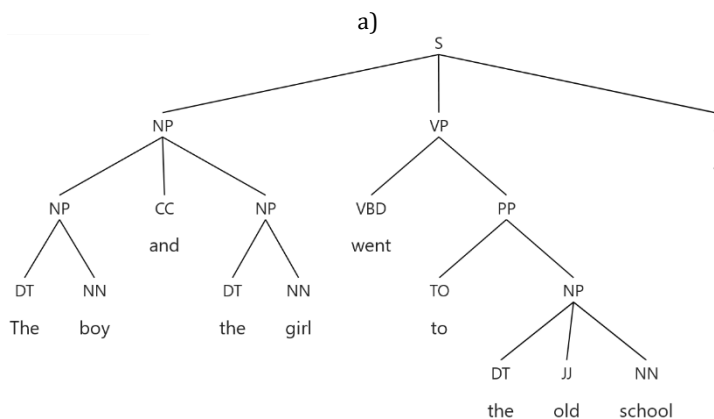 a)
S
NP VP
NP CC NP VBD PP
and went
DT NN DT NN TO NP
The boy the girl to
DT JJ NN
the old school